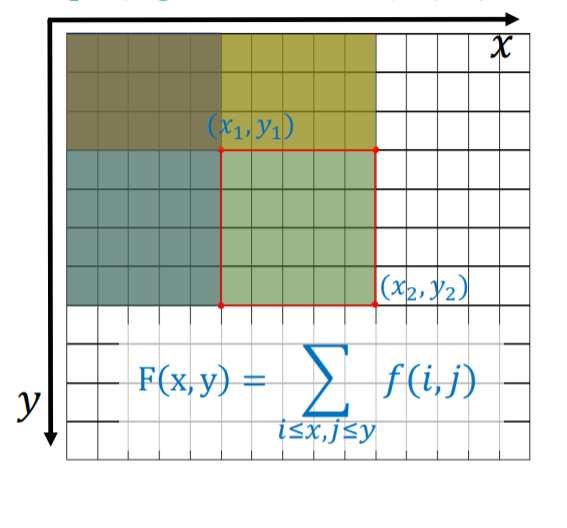 x
(x₁, y₁)
(x₂, y₂)
F(x,y) = ∑ f(i,j)
i≤x,j≤y
y